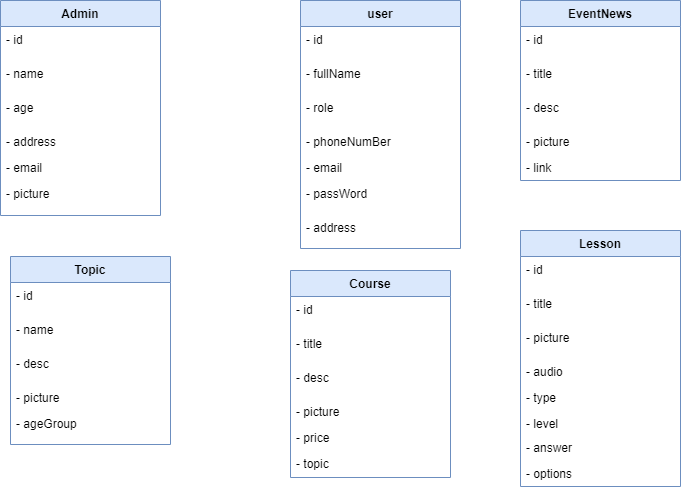 Admin
- id
- name
- age
- address
- email
- picture
user
- id
- fullName
- role
- phoneNumBer
- email
- passWord
- address
EventNews
- id
- title
- desc
- picture
- link
Topic
- id
- name
- desc
- picture
- ageGroup
Course
- id
- title
- desc
- picture
- price
- topic
Lesson
- id
- title
- picture
- audio
- type
- level
- answer
- options